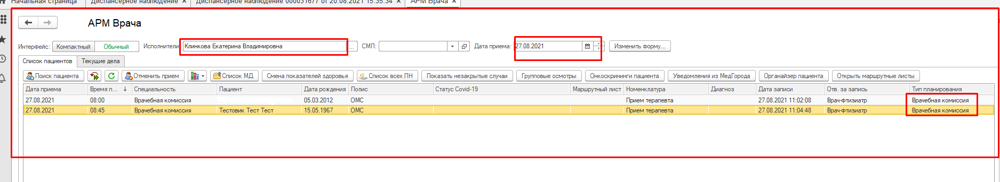 Начальная страница Диспансерное наблюдение × Диспансерное наблюдение 000031677 от 20.08.2021 15:35:34 × АРМ Врача ×
АРМ Врача
Интерфейс: Компактный Обычный Исполнители Клинкова Екатерина Владимировна ... СМП: Дата приема: 27.08.2021 Изменить форму...
Список пациентов Текущие дела
Поиск пациента Отменить прием Список МД Смена показателей здоровья Список всех ЛН Показать незакрытые случаи Групповые осмотры Онкоскрининги пациента Уведомления из МедГорода Органайзер пациента Открыть маршрутные листы
Дата приема Время п... ↓ Специальность Пациент Дата рождения Полис Статус Covid-19 Маршрутный лист Номенклатура Диагноз Дата записи Отв. за запись Тип планирования
27.08.2021 08:00 Врачебная комиссия 05.03.2012 ОМС Прием терапевта 27.08.2021 11:02:08 Врач-фтизиатр Врачебная комиссия
27.08.2021 08:45 Врачебная комиссия Тестовик Тест Тест 15.05.1967 ОМС Прием терапевта 27.08.2021 11:04:48 Врач-фтизиатр Врачебная комиссия